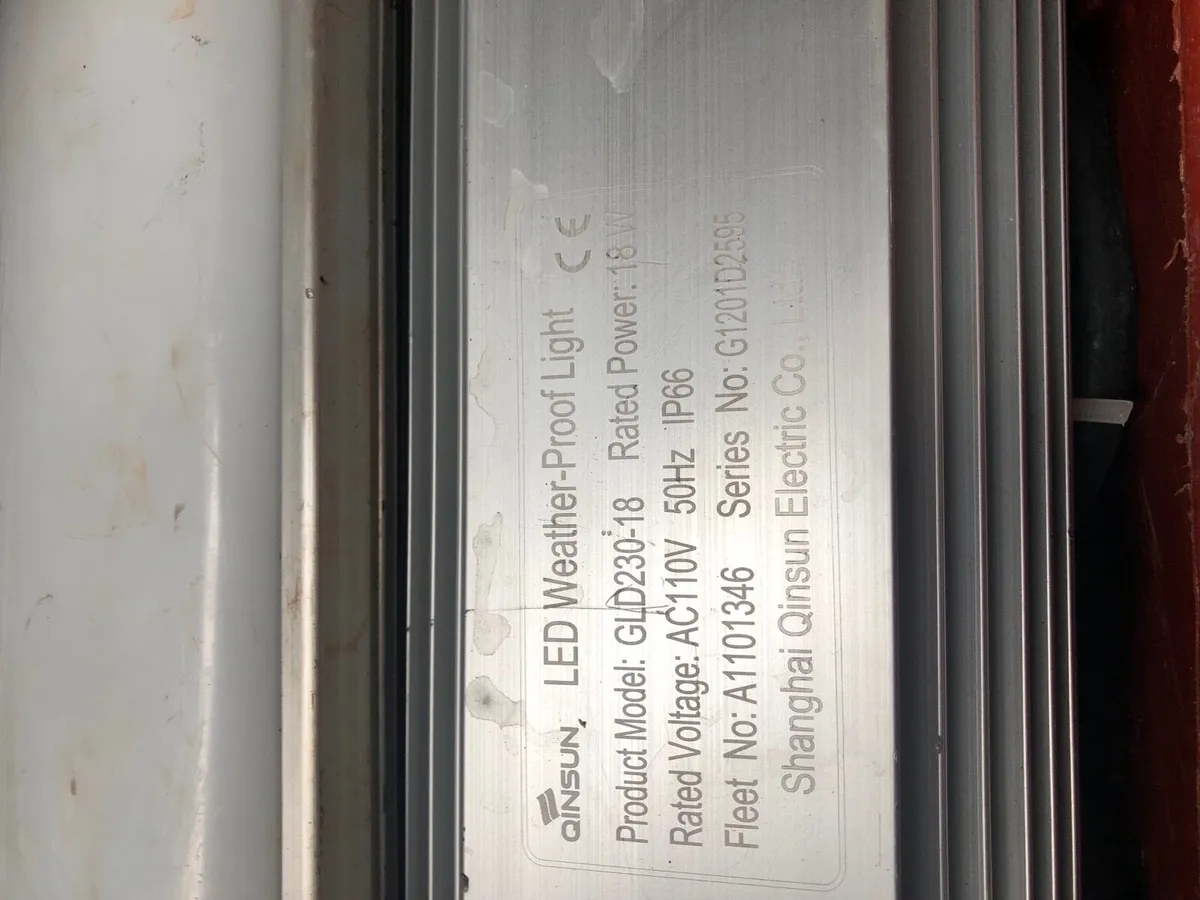 QINSUN LED Weather-Proof Light CE
Product Model: GLD230-18 Rated Power: 18 W
Rated Voltage: AC110V 50Hz IP66
Fleet No: A1101346 Series No: G1201D2595
Shanghai Qinsun Electric Co., Ltd.